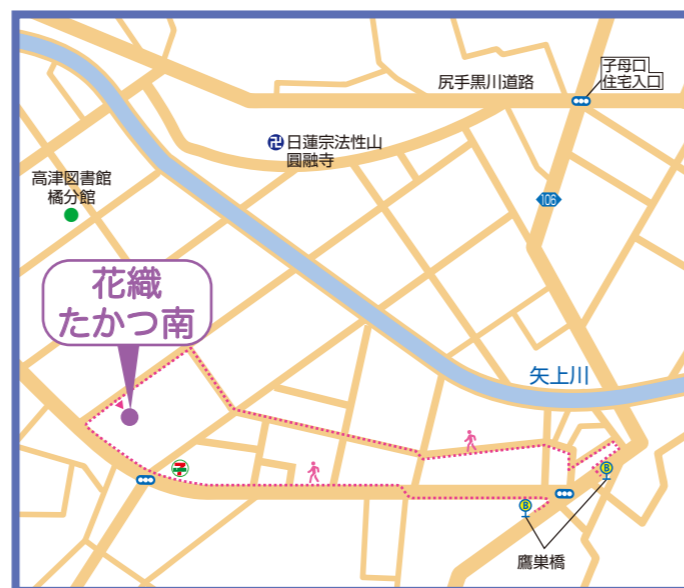 子母口
住宅入口
尻手黒川道路
卍 日蓮宗法性山
圓融寺
高津図書館
橘分館
106
花織
たかつ南
矢上川
7
B
B
鷹巣橋